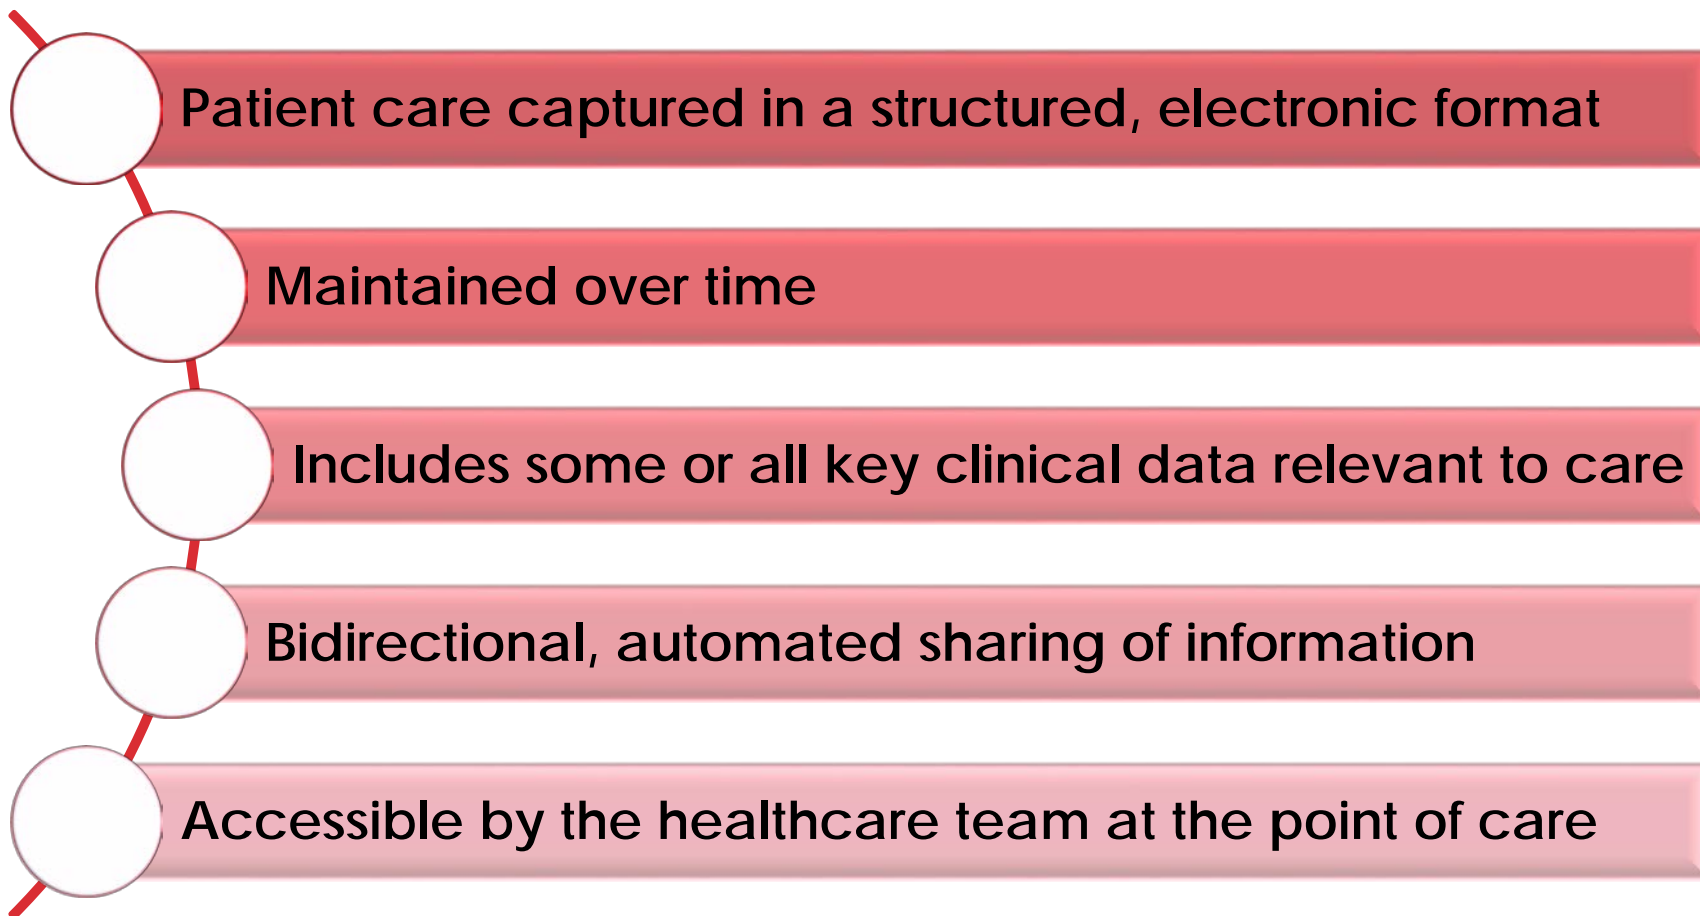 Patient care captured in a structured, electronic format
Maintained over time
Includes some or all key clinical data relevant to care
Bidirectional, automated sharing of information
Accessible by the healthcare team at the point of care